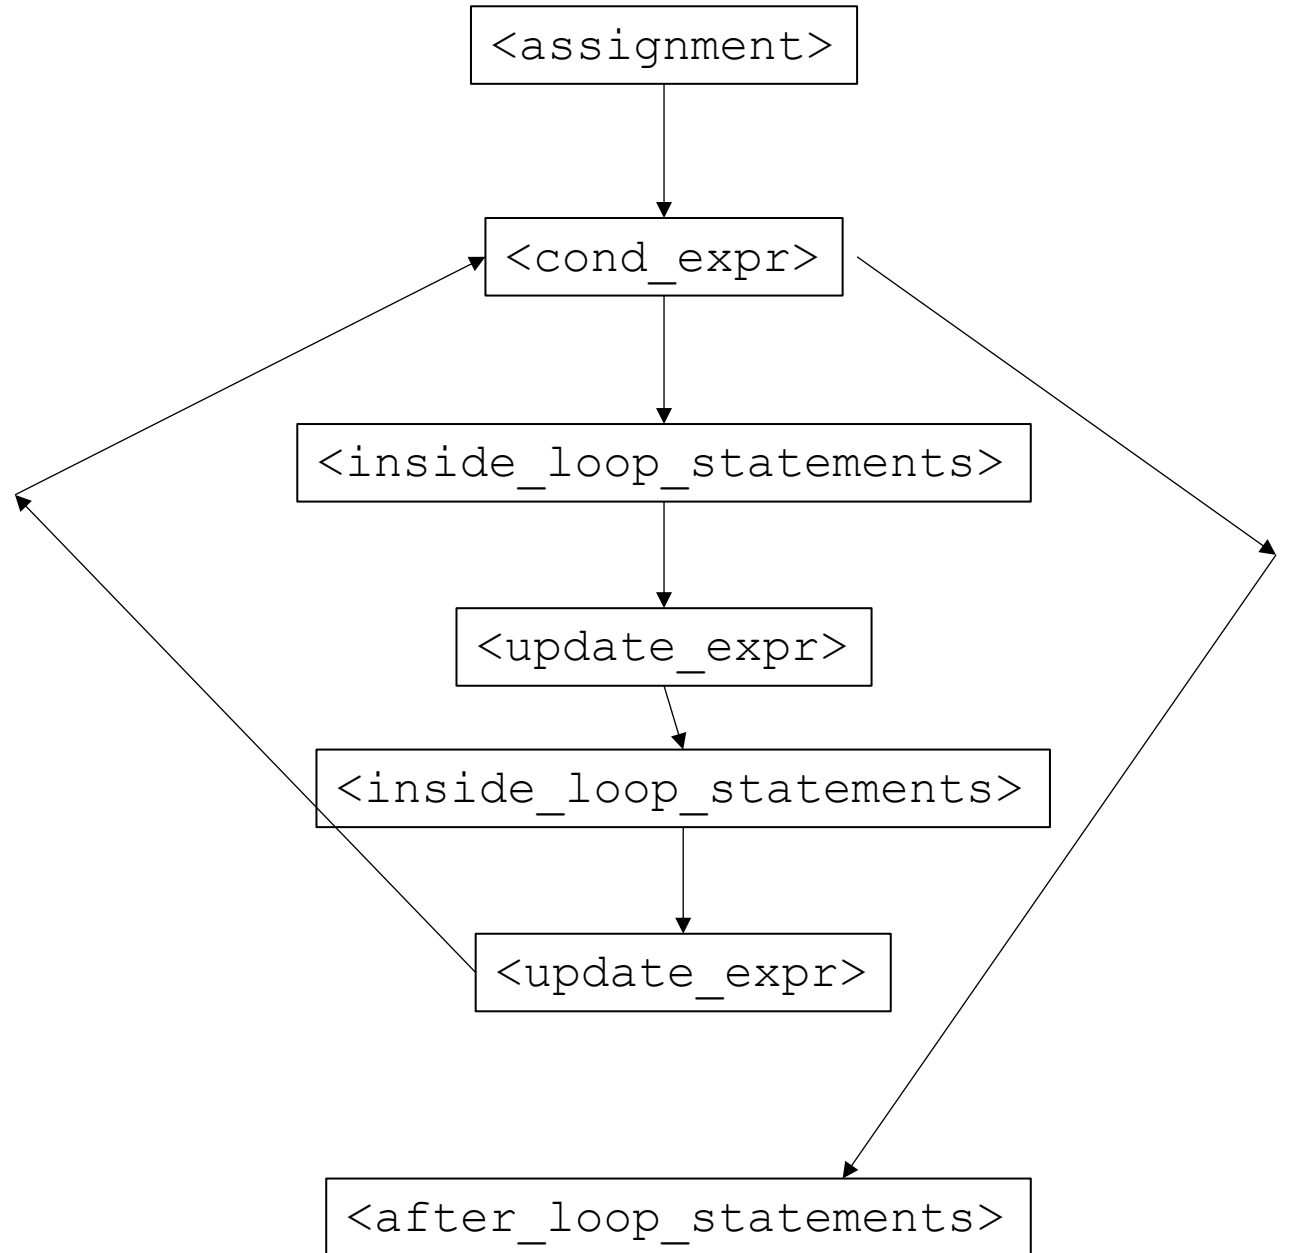 <assignment>
<cond_expr>
<inside_loop_statements>
<update_expr>
<inside_loop_statements>
<update_expr>
<after_loop_statements>